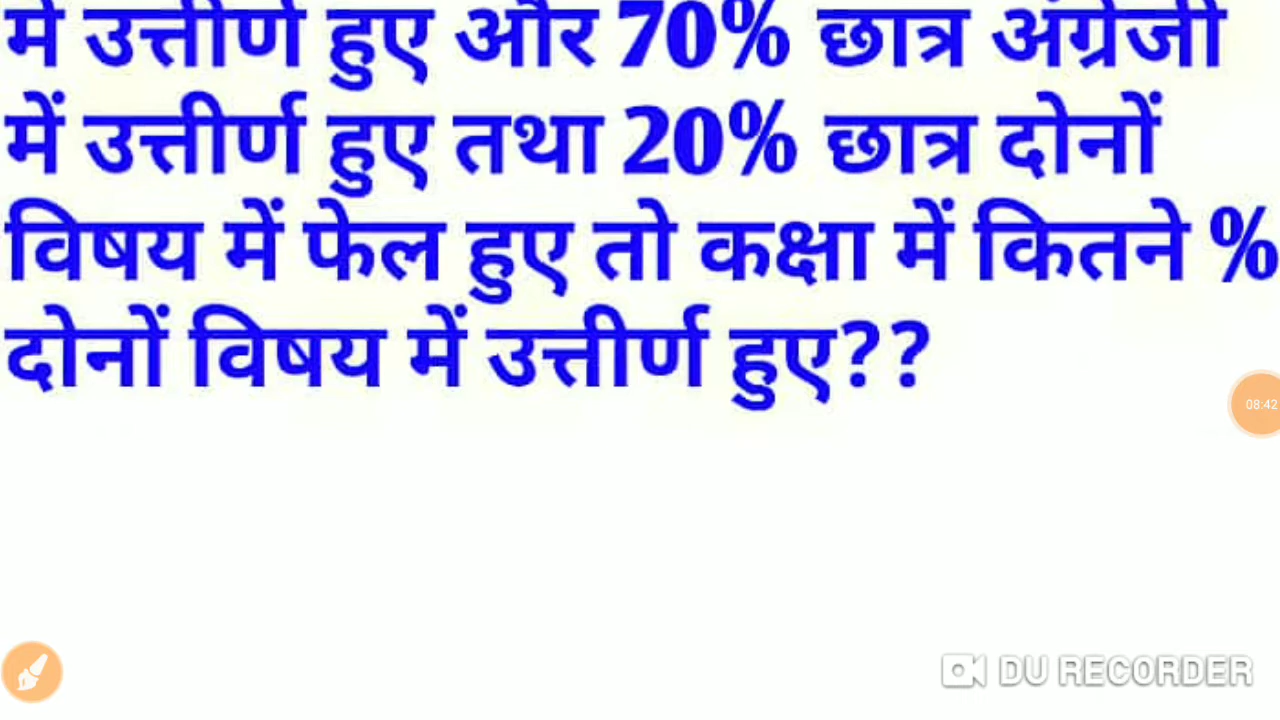 में उत्तीर्ण हुए और 70% छात्र अंग्रेजी
में उत्तीर्ण हुए तथा 20% छात्र दोनों
विषय में फेल हुए तो कक्षा में कितने %
दोनों विषय में उत्तीर्ण हुए??
08:42
DU RECORDER